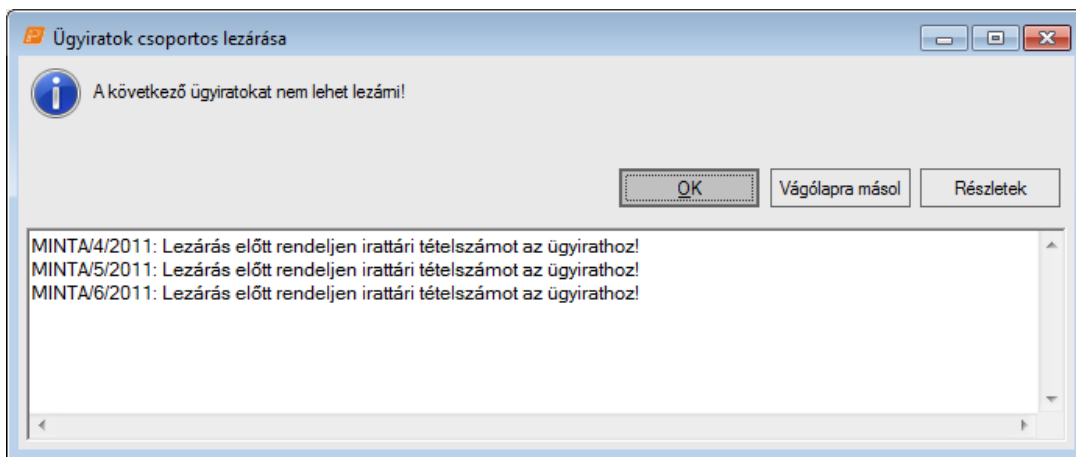 Ügyiratok csoportos lezárása
A következő ügyiratokat nem lehet lezárni!
OK
Vágólapra másol
Részletek
MINTA/4/2011: Lezárás előtt rendeljen irattári tételszámot az ügyirathoz!
MINTA/5/2011: Lezárás előtt rendeljen irattári tételszámot az ügyirathoz!
MINTA/6/2011: Lezárás előtt rendeljen irattári tételszámot az ügyirathoz!